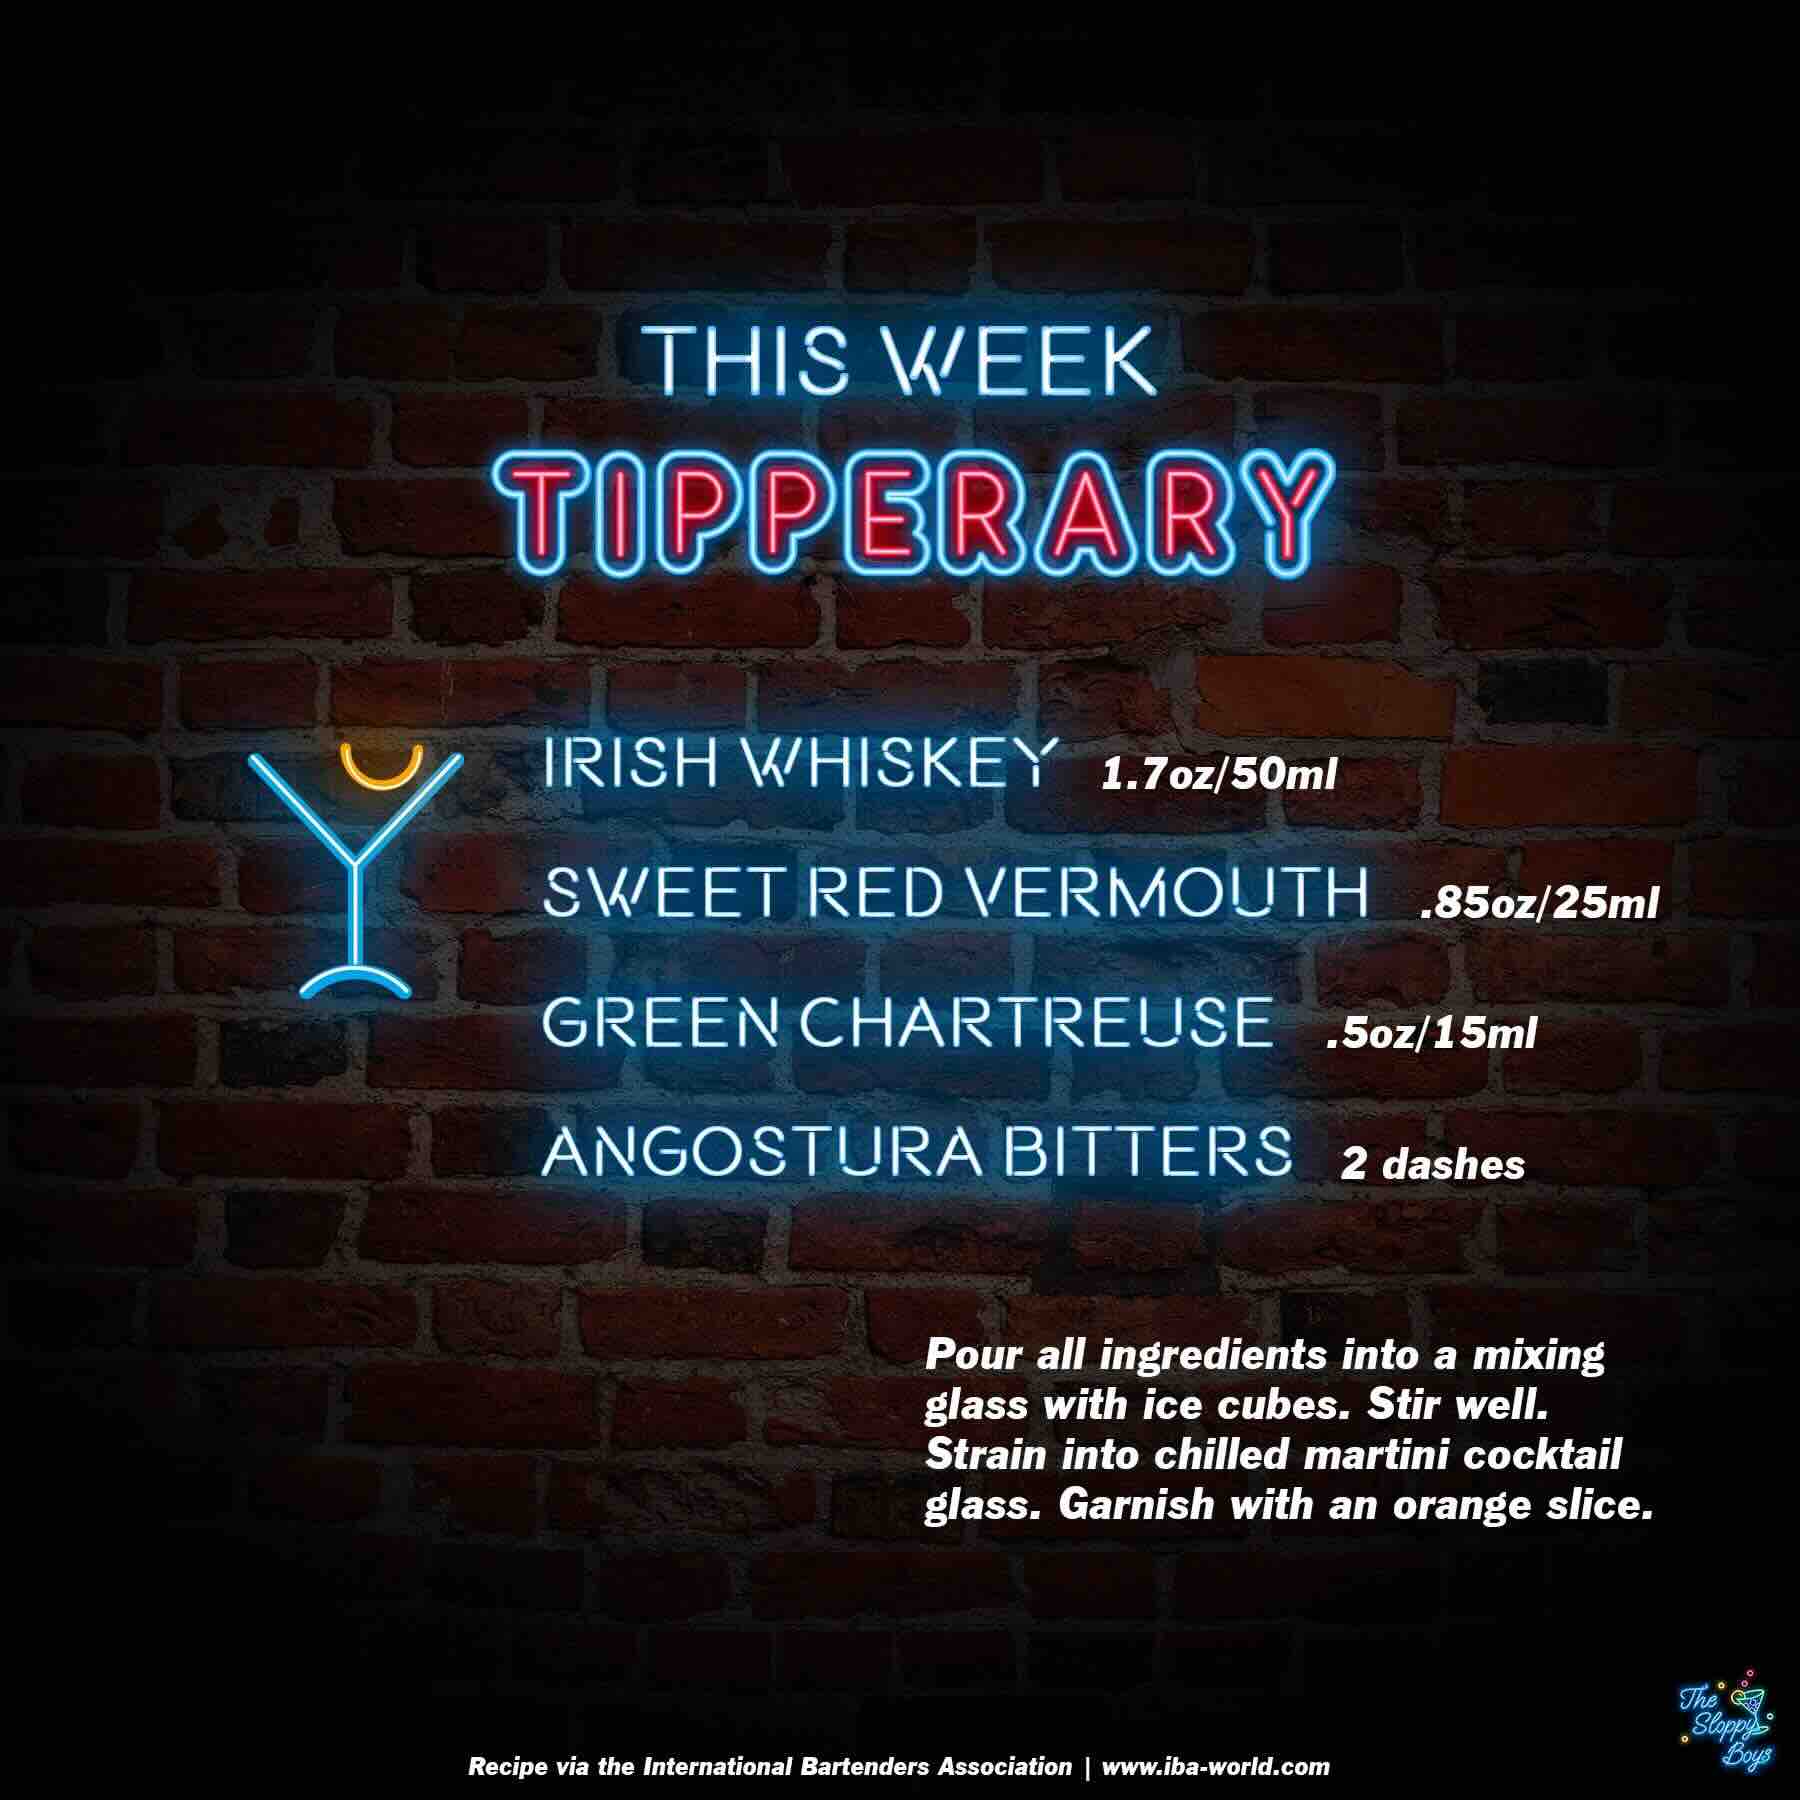 THIS WEEK
TIPPERARY
IRISH WHISKEY 1.7oz/50ml
SWEET RED VERMOUTH .85oz/25ml
GREEN CHARTREUSE .5oz/15ml
ANGOSTURA BITTERS 2 dashes
Pour all ingredients into a mixing
glass with ice cubes. Stir well.
Strain into chilled martini cocktail
glass. Garnish with an orange slice.
The
Sloppy
Boys
Recipe via the International Bartenders Association | www.iba-world.com